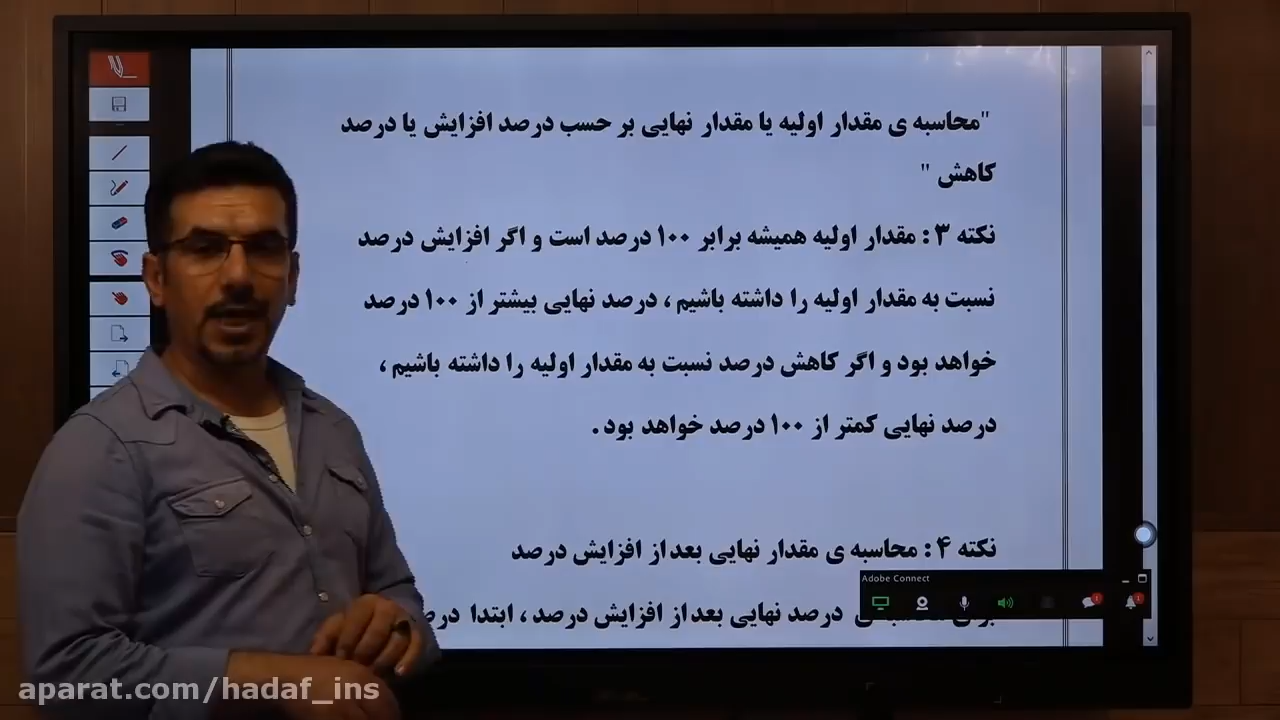 "محاسبه ی مقدار اولیه یا مقدار نهایی بر حسب درصد افزایش یا درصد
کاهش "
نکته ۳ : مقدار اولیه همیشه برابر ۱۰۰ درصد است و اگر افزایش درصد
نسبت به مقدار اولیه را داشته باشیم ، درصد نهایی بیشتر از ۱۰۰ درصد
خواهد بود و اگر کاهش درصد نسبت به مقدار اولیه را داشته باشیم ،
درصد نهایی کمتر از ۱۰۰ درصد خواهد بود .
نکته ۴ : محاسبه ی مقدار نهایی بعد از افزایش درصد
Adobe Connect
درصد نهایی بعد از افزایش درصد ، ابتدا
aparat.com/hadaf_ins